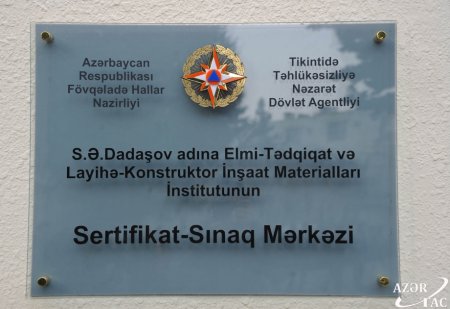 Azərbaycan
Respublikası
Fövqəladə Hallar
Nazirliyi
Tikintidə
Təhlükəsizliyə
Nəzarət
Dövlət Agentliyi
S.Ə.Dadaşov adına Elmi-Tədqiqat və
Layihə-Konstruktor İnşaat Materialları
İnstitutunun
Sertifikat-Sınaq Mərkəzi
AZƏR
TAC